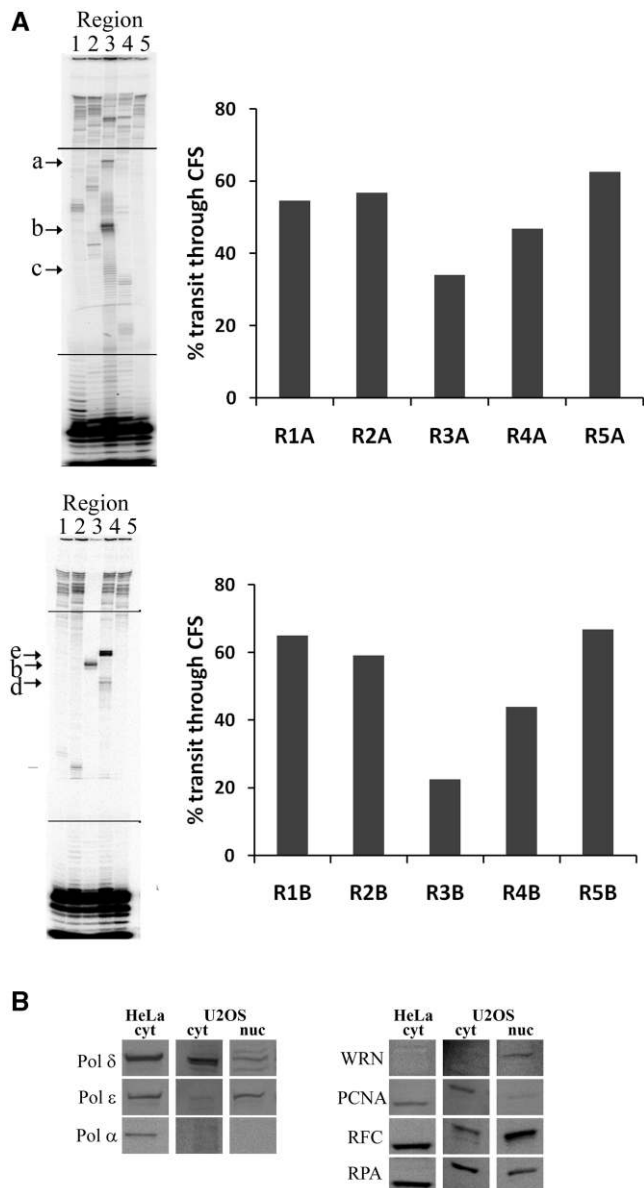 A
Region
1 2 3 4 5
a
b
c
% transit through CFS
80
60
40
20
0
R1A R2A R3A R4A R5A
Region
1 2 3 4 5
e
b
d
% transit through CFS
80
60
40
20
0
R1B R2B R3B R4B R5B
B
HeLa U2OS
cyt cyt nuc
Pol δ
Pol ε
Pol α
HeLa U2OS
cyt cyt nuc
WRN
PCNA
RFC
RPA